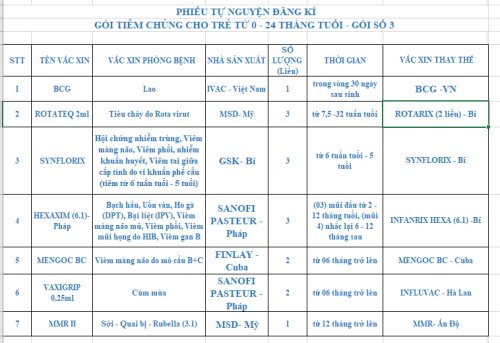 PHIẾU TỰ NGUYỆN ĐĂNG KÍ
GÓI TIÊM CHỦNG CHO TRẺ TỪ 0 - 24 THÁNG TUỔI - GÓI SỐ 3
STT
TÊN VẮC XIN
VẮC XIN PHÒNG BỆNH
NHÀ SẢN XUẤT
SỐ
LƯỢNG
(Liều)
THỜI GIAN
VẮC XIN THAY THẾ
1
BCG
Lao
IVAC - Việt Nam
1
trong vòng 30 ngày
sau sinh
BCG -VN
2
ROTATEQ 2ml
Tiêu chảy do Rota virut
MSD- Mỹ
3
từ 7,5 -32 tuần tuổi
ROTARIX (2 liều) - Bỉ
3
SYNFLORIX
Hội chứng nhiễm trùng, Viêm
màng não, Viêm phổi, nhiễm
khuẩn huyết, Viêm tai giữa
cấp tính do vi khuẩn phế cầu
(tiêm từ 6 tuần tuổi - 5 tuổi)
GSK- Bỉ
3
từ 6 tuần tuổi - 5
tuổi
SYNFLORIX - Bỉ
4
HEXAXIM (6.1)-
Pháp
Bạch hầu, Uốn ván, Ho gà
(DPT), Bại liệt (IPV), Viêm
màng não mủ, Viêm phổi, Viêm
mũi họng do HIB, Viêm gan B
SANOFI
PASTEUR -
Pháp
3
(03) mũi đầu từ 2 -
12 tháng tuổi, (mũi
4) nhắc lại 6 - 12
tháng sau
INFANRIX HEXA (6.1) -Bỉ
5
MENGOC BC
Viêm màng não do mô cầu B+C
FINLAY -
Cuba
2
từ 06 tháng trở lên
MENGOC BC - Cuba
6
VAXIGRIP
0,25ml
Cúm mùa
SANOFI
PASTEUR -
Pháp
2
từ 06 tháng trở lên
INFLUVAC - Hà Lan
7
MMR II
Sởi - Quai bị - Rubella (3.1)
MSD- Mỹ
1
từ 12 tháng trở lên
MMR- Ấn Độ